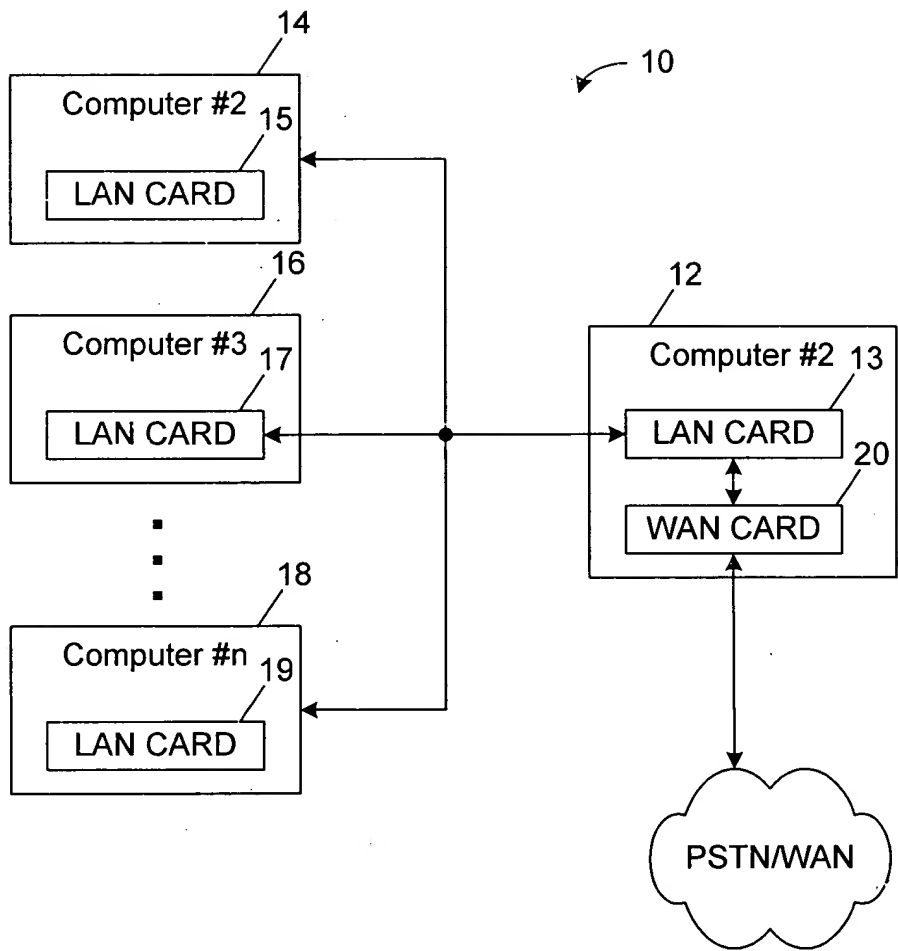 14
10
Computer #2
15
LAN CARD
16
Computer #3
17
LAN CARD
12
Computer #2
13
LAN CARD
20
WAN CARD
18
Computer #n
19
LAN CARD
PSTN/WAN